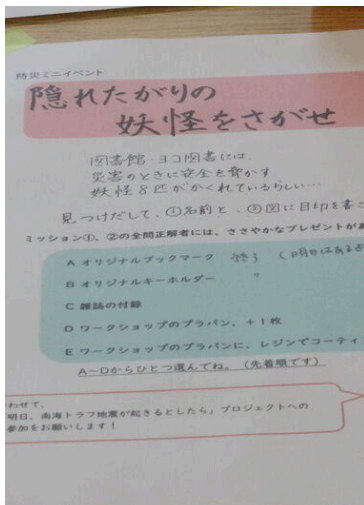 防災ミニイベント
隠れたがりの
妖怪をさがせ
図書館・ヨコ図書には、
災害のときに安全を脅かす
妖怪8匹がかくれているらしい…
見つけだして、①名前と、②図に目印を書こ
ミッション①、②の全問正解者には、ささやかなプレゼントがあ
A オリジナルブックマーク 終了 (明日はあるよ
B オリジナルキーホルダー 〃
C 雑誌の付録
D ワークショップのプラバン、+1枚
E ワークショップのプラバンに、レジンでコーティ
A～Dからひとつ選んでね。(先着順です)
わせて、
明日、南海トラフ地震が起きるとしたら」プロジェクトへの
参加をお願いします!